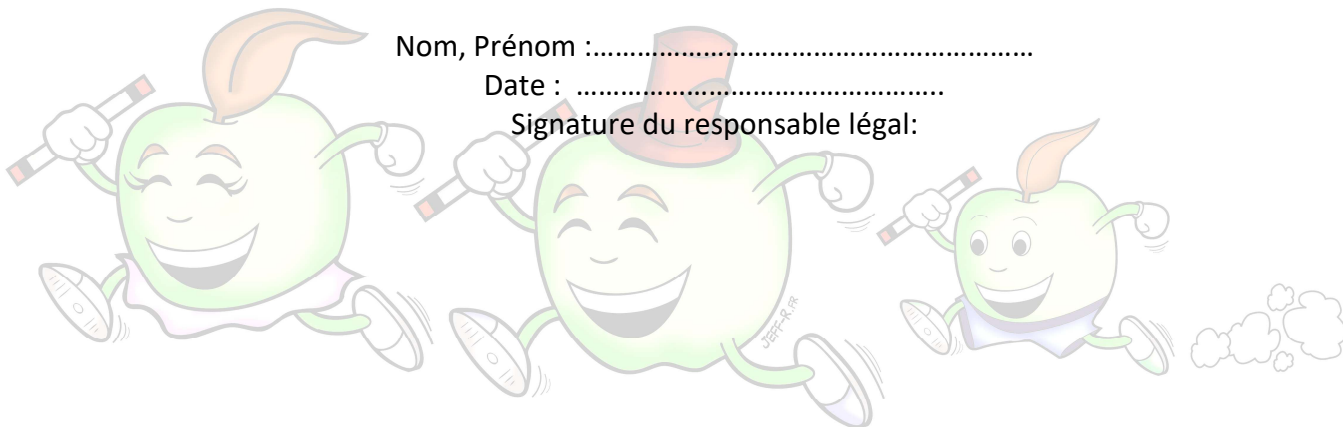 Nom, Prénom :……………………………………………………
Date : …………………………………………..
Signature du responsable légal:
JEFF-R.FR